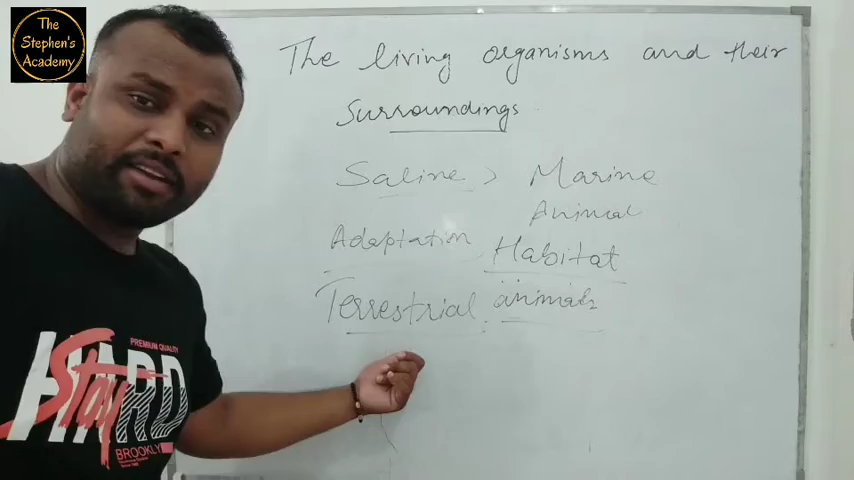 The
Stephen's
Academy
The living organisms and their
Surroundings
Saline > Marine
Animal
Adaptation Habitat
Terrestrial animals
PREMIUM QUALITY
HARD
Stay
BROOKLY